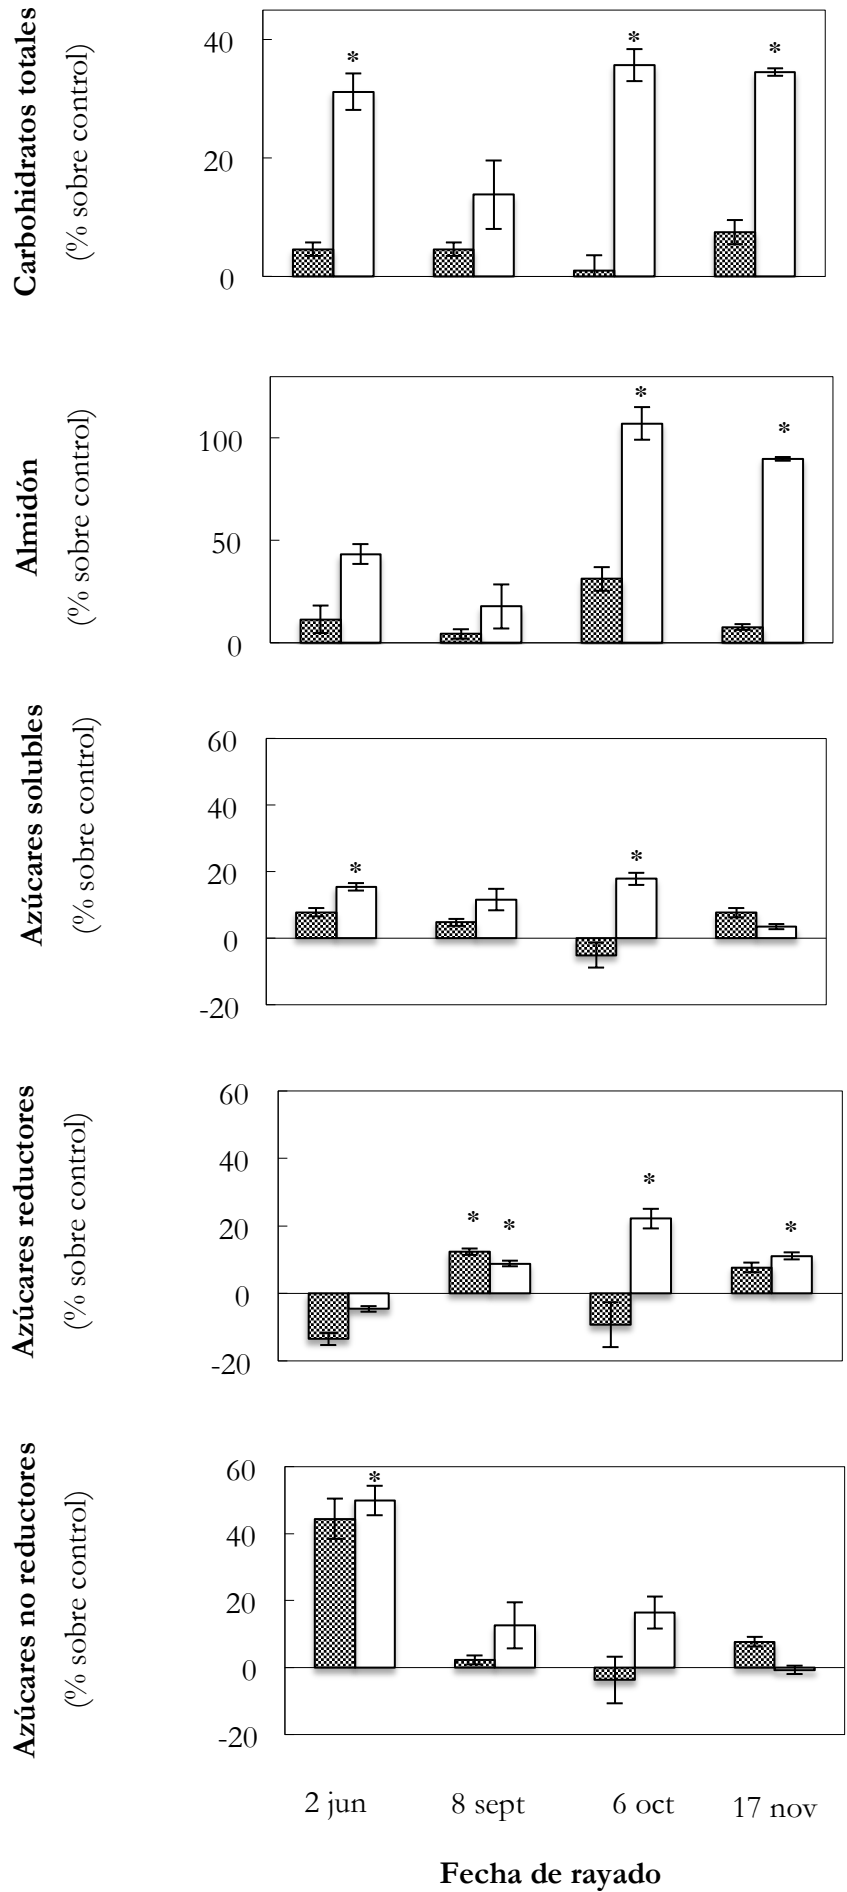 Carbohidratos totales
(% sobre control)
40
20
0
*
*
*
Almidón
(% sobre control)
100
50
0
*
*
Azúcares solubles
(% sobre control)
60
40
20
0
-20
*
*
Azúcares reductores
(% sobre control)
60
40
20
0
-20
*
*
*
*
Azúcares no reductores
(% sobre control)
60
40
20
0
-20
*
2 jun 8 sept 6 oct 17 nov
Fecha de rayado